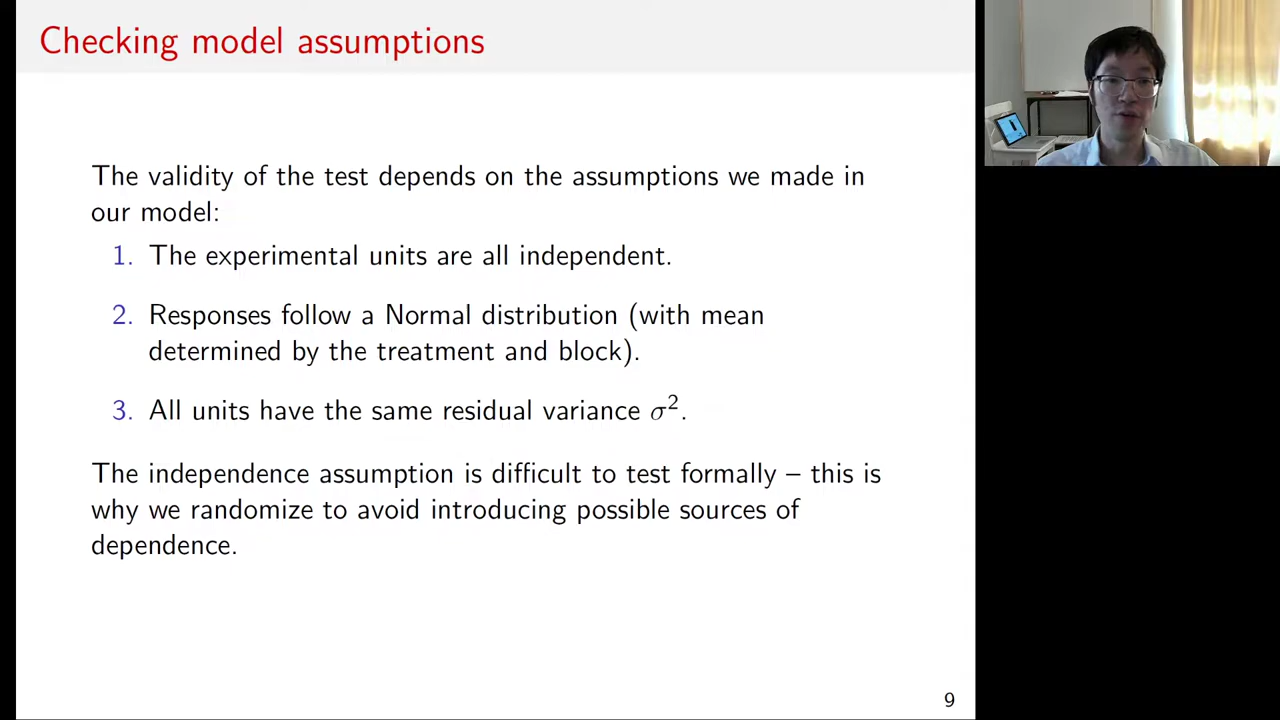 Checking model assumptions
The validity of the test depends on the assumptions we made in
our model:
1. The experimental units are all independent.
2. Responses follow a Normal distribution (with mean
determined by the treatment and block).
3. All units have the same residual variance σ².
The independence assumption is difficult to test formally – this is
why we randomize to avoid introducing possible sources of
dependence.
9